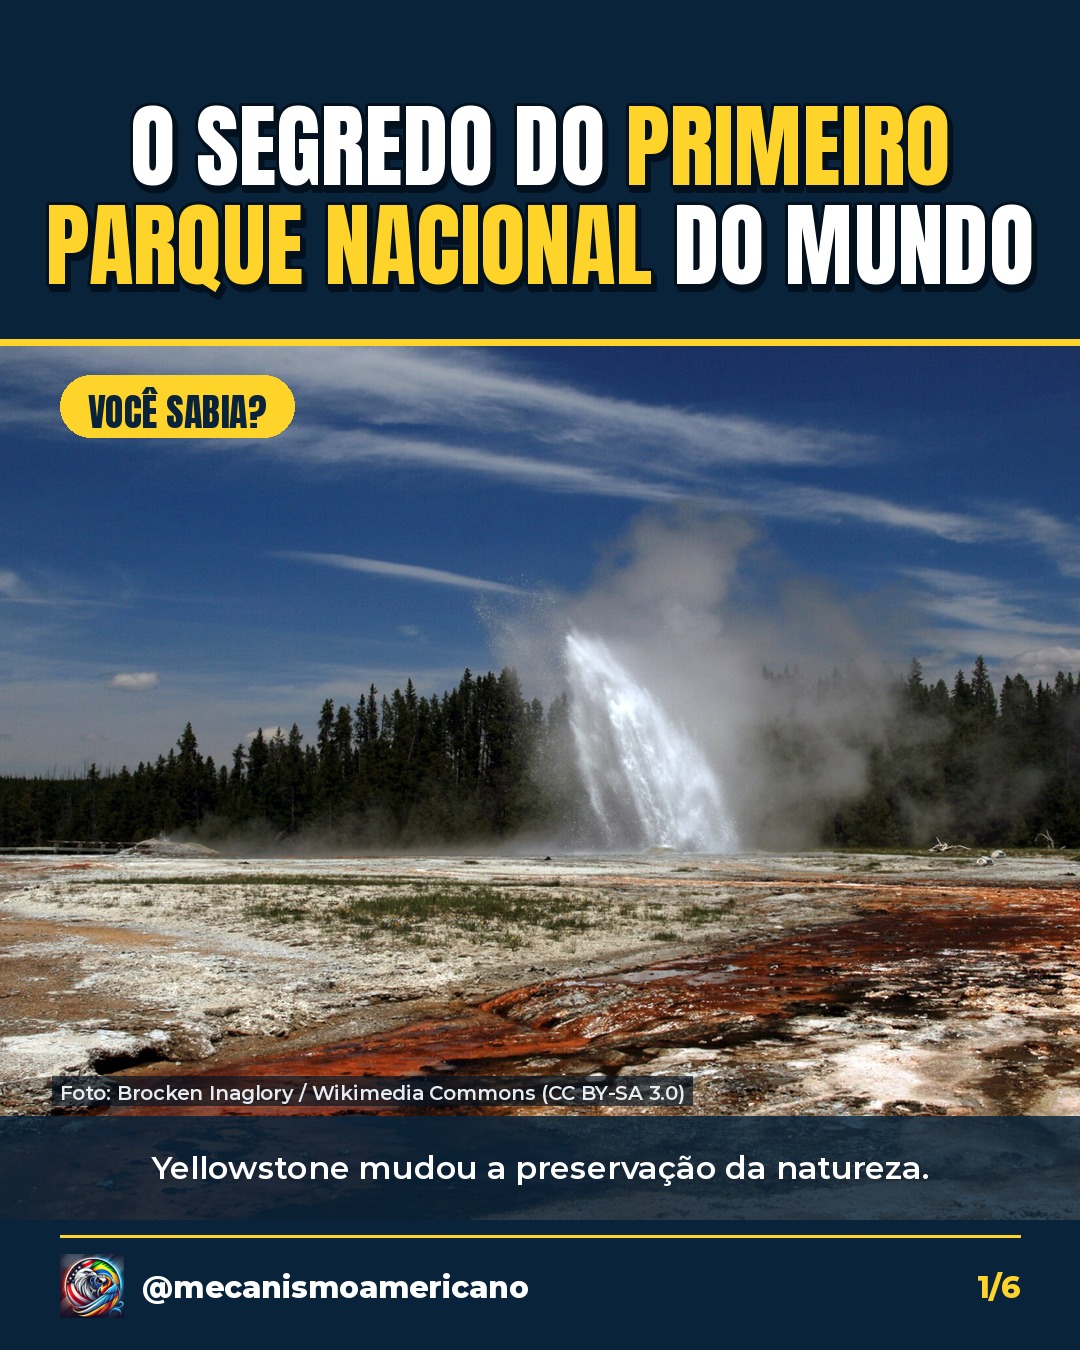 O SEGREDO DO PRIMEIRO
PARQUE NACIONAL DO MUNDO
VOCÊ SABIA?
Foto: Brocken Inaglory / Wikimedia Commons (CC BY-SA 3.0)
Yellowstone mudou a preservação da natureza.
@mecanismoamericano
1/6